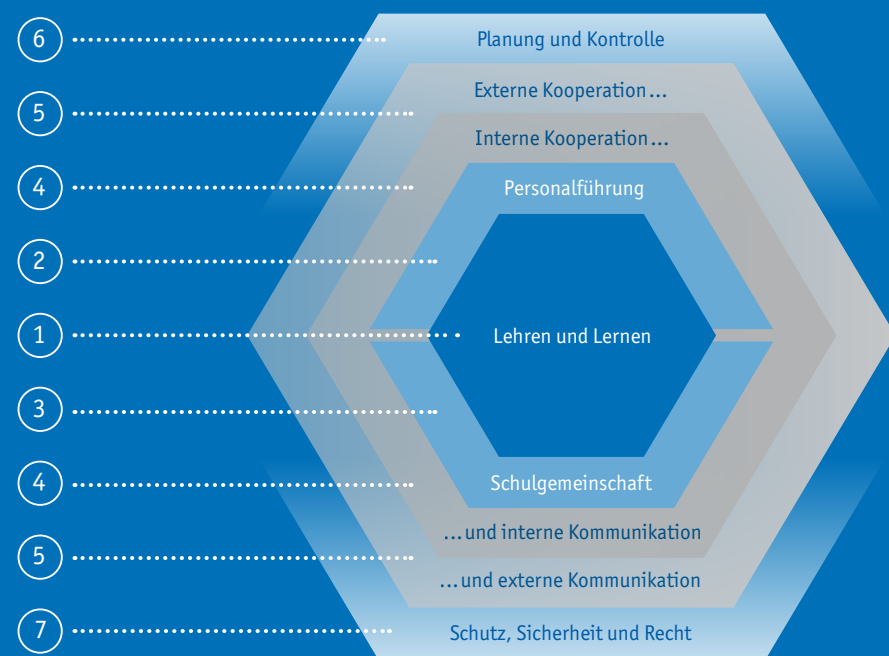 6 Planung und Kontrolle
Externe Kooperation...
5
Interne Kooperation...
4 Personalführung
2
1 Lehren und Lernen
3
4 Schulgemeinschaft
...und interne Kommunikation
5
...und externe Kommunikation
7 Schutz, Sicherheit und Recht